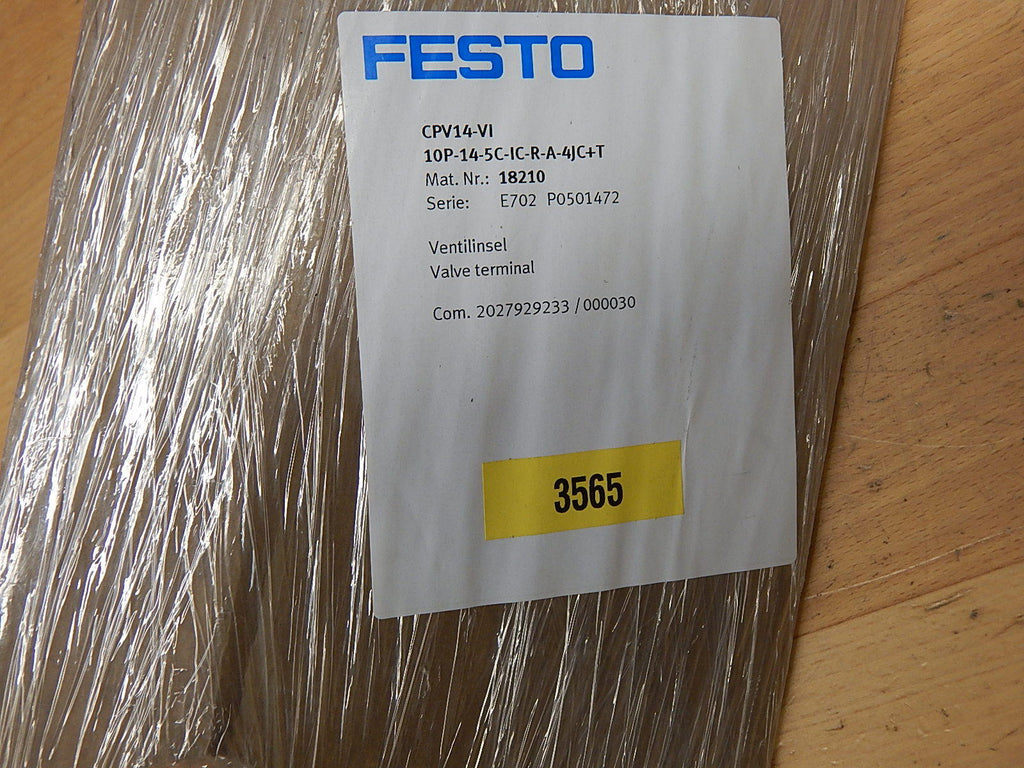 FESTO
CPV14-VI
10P-14-5C-IC-R-A-4JC+T
Mat. Nr.: 18210
Serie: E702 P0501472
Ventilinsel
Valve terminal
Com. 2027929233 / 000030
3565